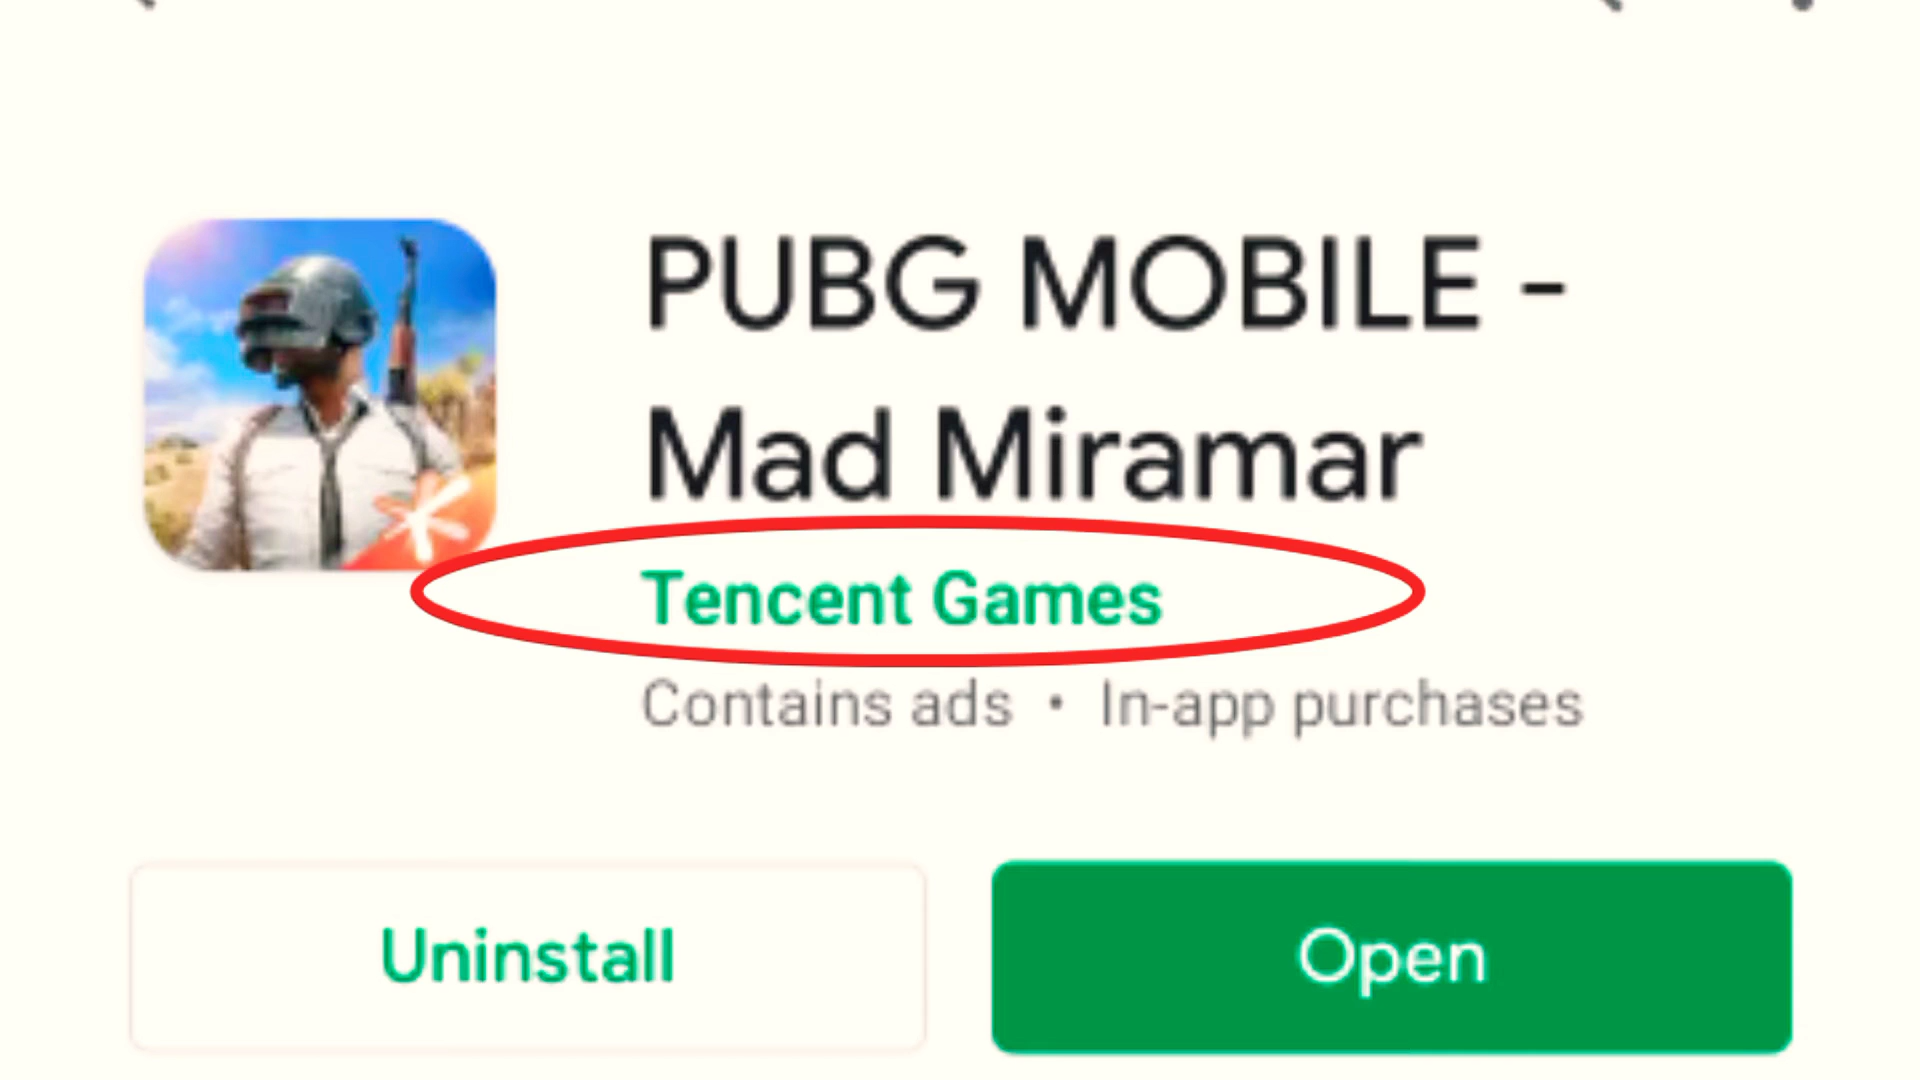 PUBG MOBILE -
Mad Miramar
Tencent Games
Contains ads • In-app purchases
Uninstall
Open